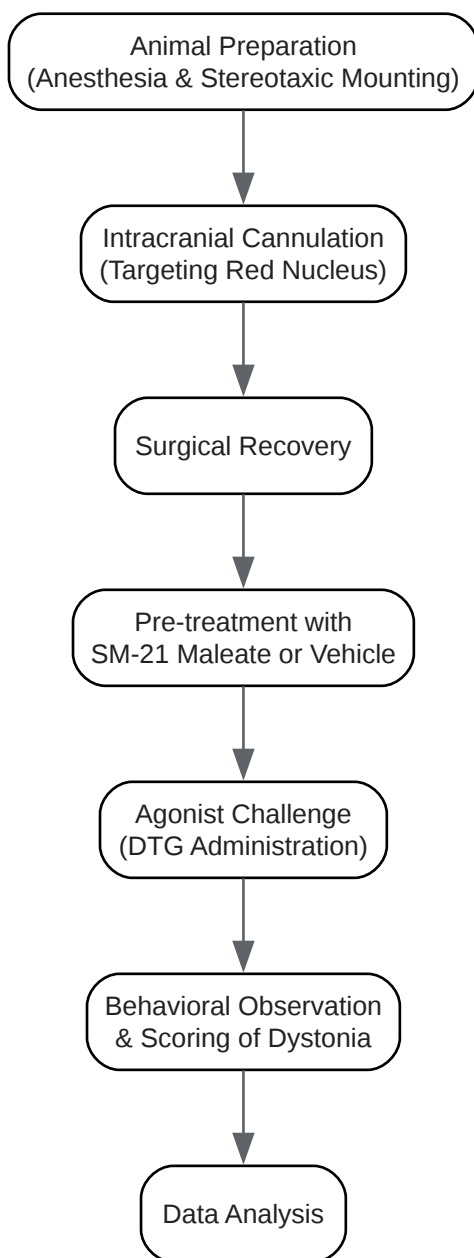 Animal Preparation
(Anesthesia & Stereotaxic Mounting)
Intracranial Cannulation
(Targeting Red Nucleus)
Surgical Recovery
Pre-treatment with
SM-21 Maleate or Vehicle
Agonist Challenge
(DTG Administration)
Behavioral Observation
& Scoring of Dystonia
Data Analysis